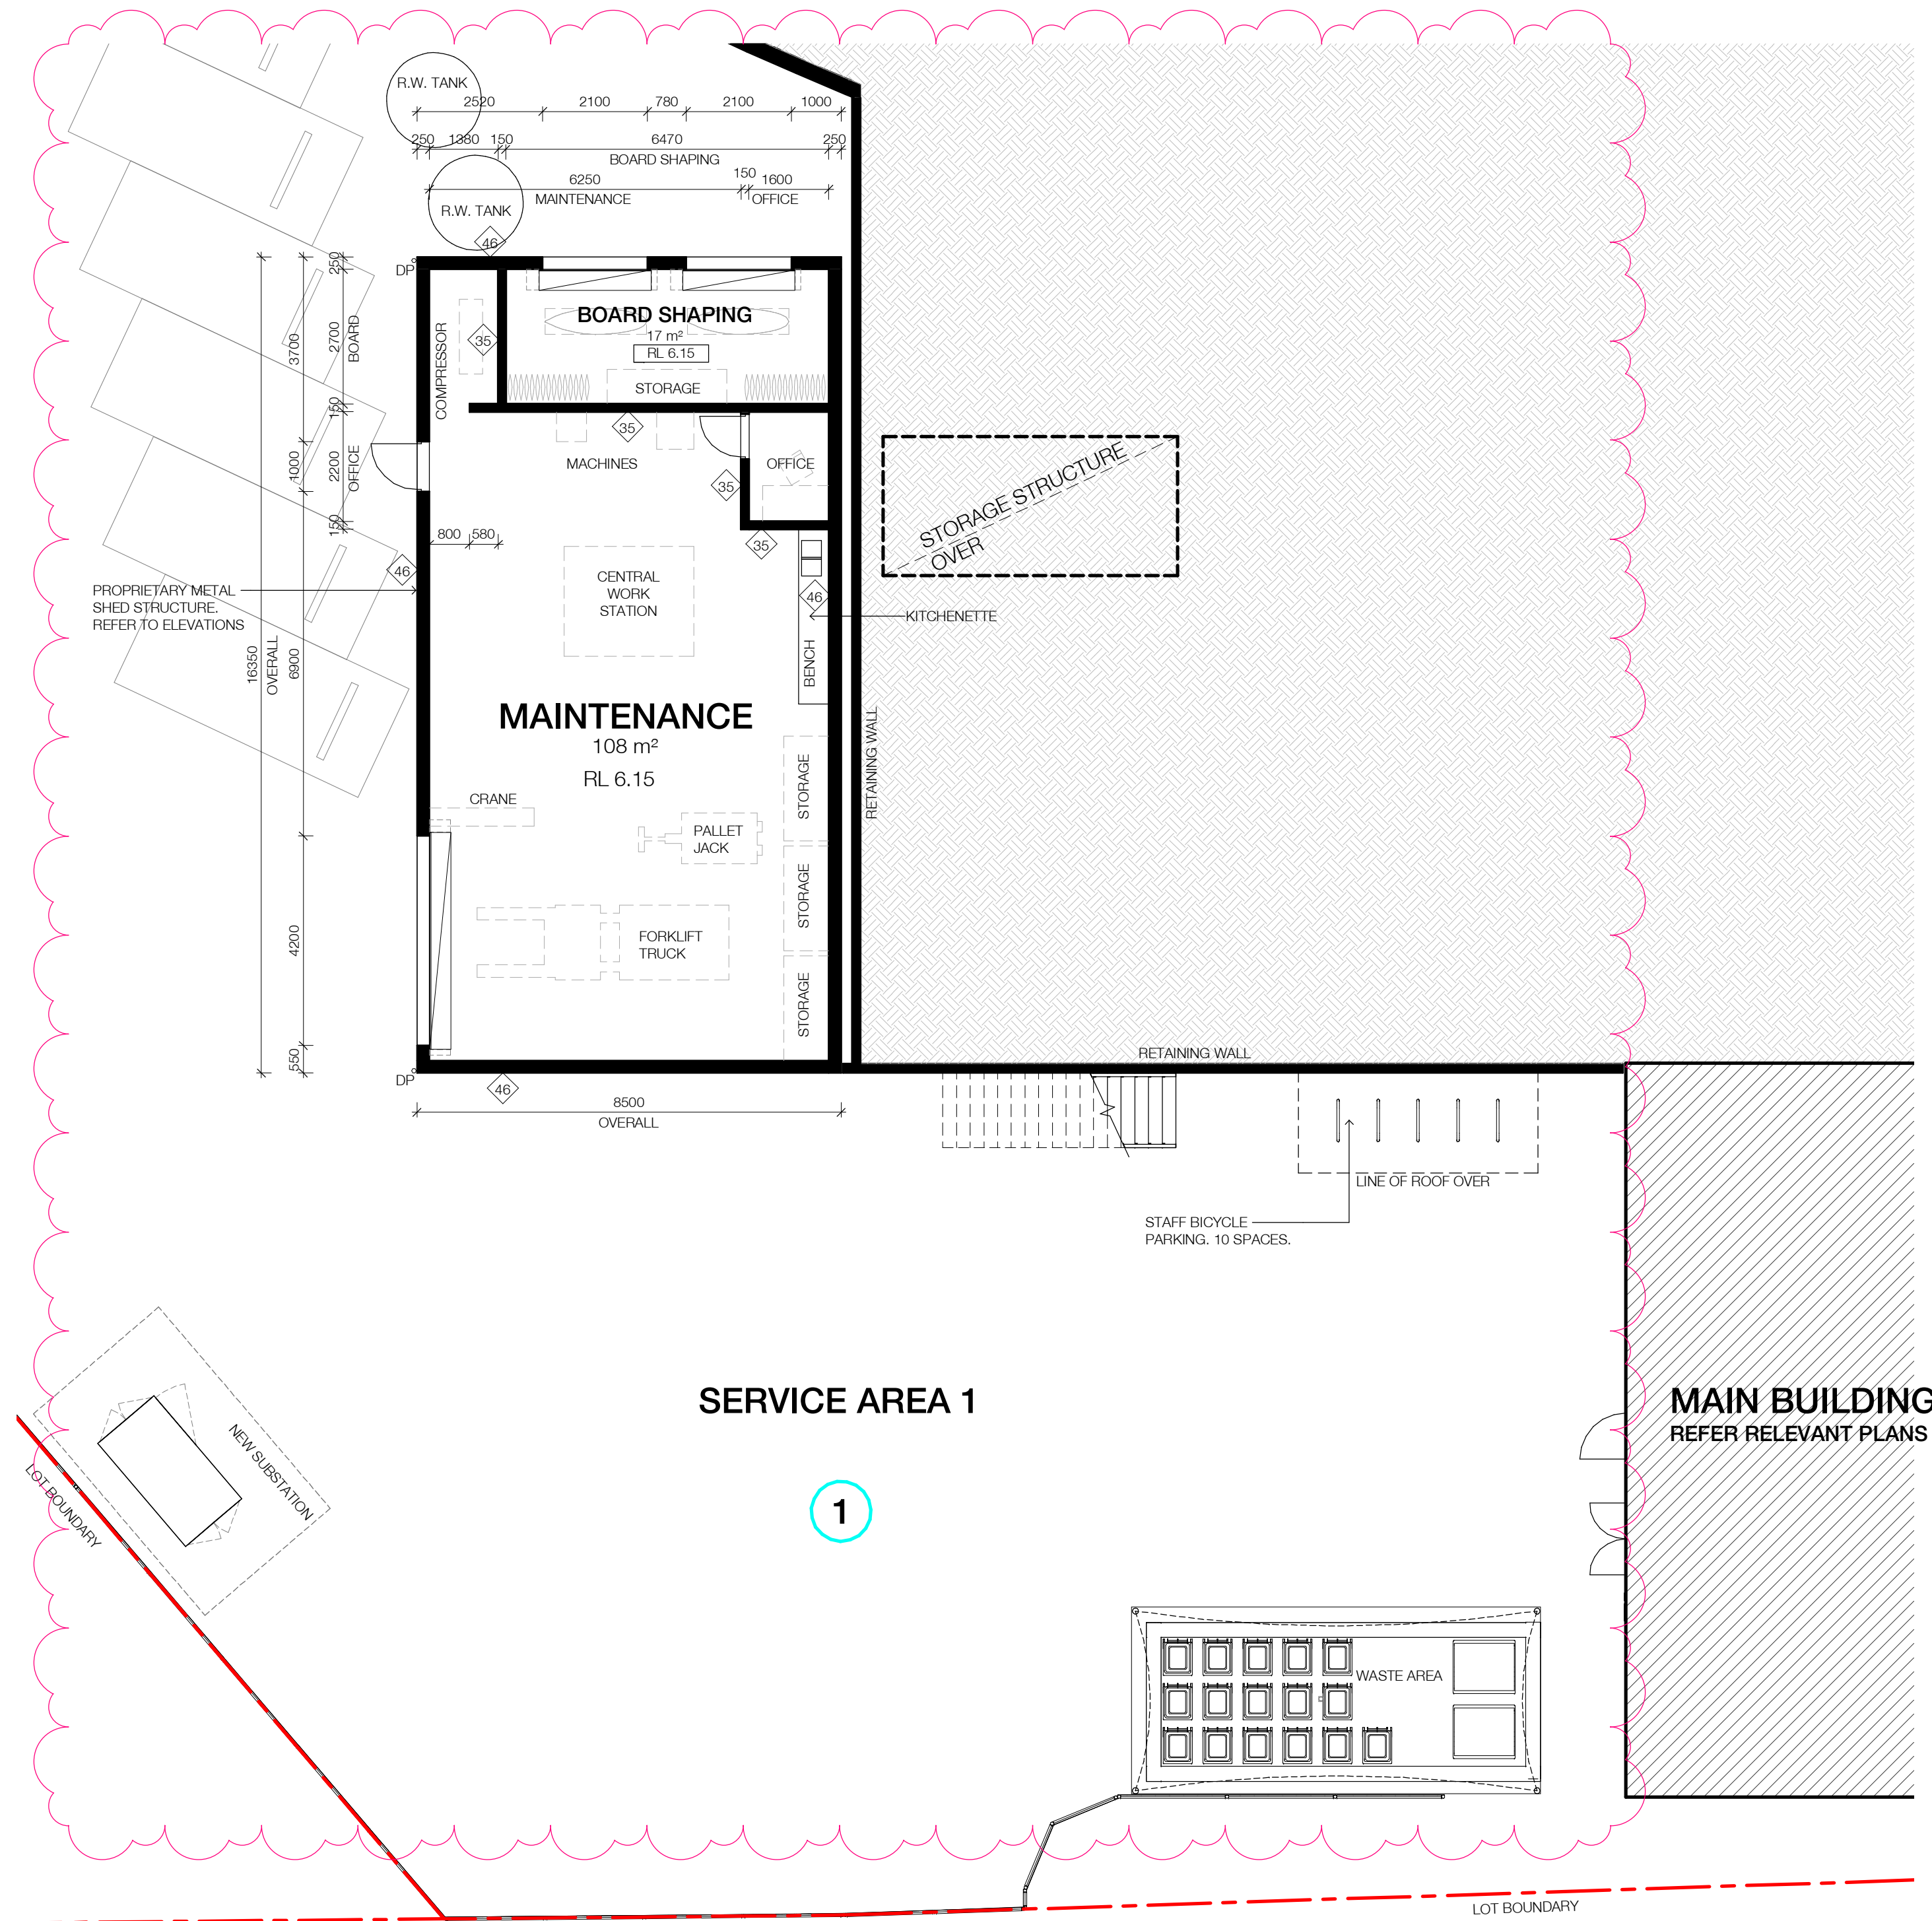 R.W. TANK
2520
2100
780
2100
1000
250
1380
150
6470
250
BOARD SHAPING
6250
150
1600
MAINTENANCE
OFFICE
R.W. TANK
46
DP
250
2700
BOARD
3700
150
1000
2200
OFFICE
150
16350
OVERALL
6900
4200
550
COMPRESSOR
35
BOARD SHAPING
17 m²
RL 6.15
STORAGE
35
MACHINES
OFFICE
35
35
800
580
46
PROPRIETARY METAL
SHED STRUCTURE.
REFER TO ELEVATIONS
CENTRAL
WORK
STATION
46
KITCHENETTE
BENCH
STORAGE STRUCTURE
OVER
MAINTENANCE
108 m²
RL 6.15
RETAINING WALL
CRANE
PALLET
JACK
STORAGE
STORAGE
STORAGE
FORKLIFT
TRUCK
DP
46
8500
OVERALL
RETAINING WALL
LINE OF ROOF OVER
STAFF BICYCLE
PARKING. 10 SPACES.
SERVICE AREA 1
1
MAIN BUILDING
REFER RELEVANT PLANS
NEW SUBSTATION
LOT BOUNDARY
WASTE AREA
LOT BOUNDARY